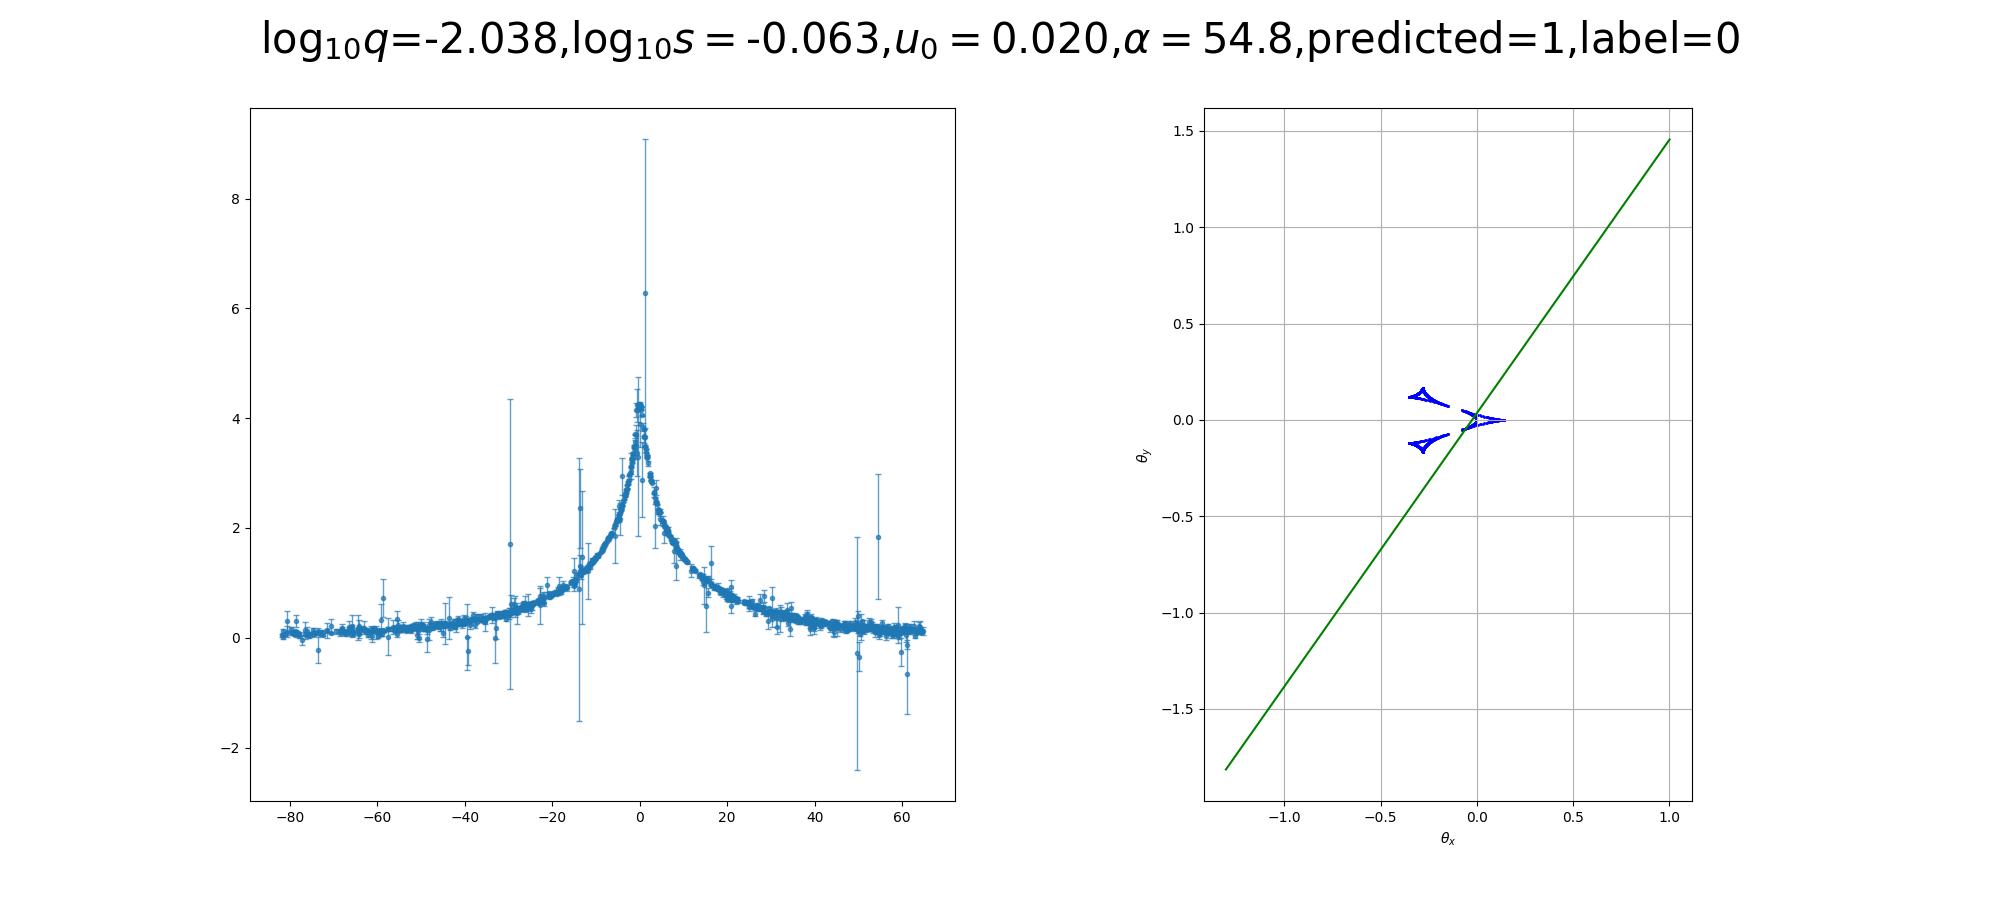 log₁₀q=-2.038,log₁₀s = -0.063,u₀ = 0.020,α = 54.8,predicted=1,label=0
8
6
4
2
0
−2
−80 −60 −40 −20 0 20 40 60
1.5
1.0
0.5
0.0
−0.5
−1.0
−1.5
θy
−1.0 −0.5 0.0 0.5 1.0
θx